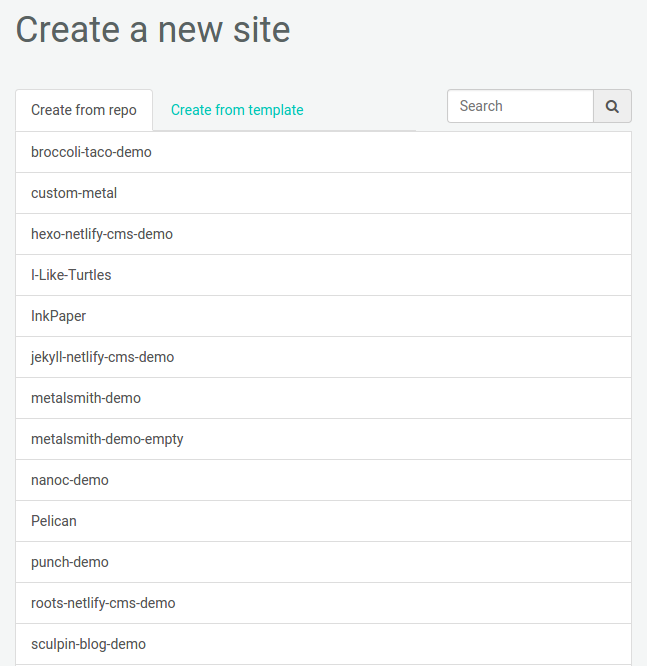 Create a new site
Create from repo
Create from template
Search
broccoli-taco-demo
custom-metal
hexo-netlify-cms-demo
I-Like-Turtles
InkPaper
jekyll-netlify-cms-demo
metalsmith-demo
metalsmith-demo-empty
nanoc-demo
Pelican
punch-demo
roots-netlify-cms-demo
sculpin-blog-demo